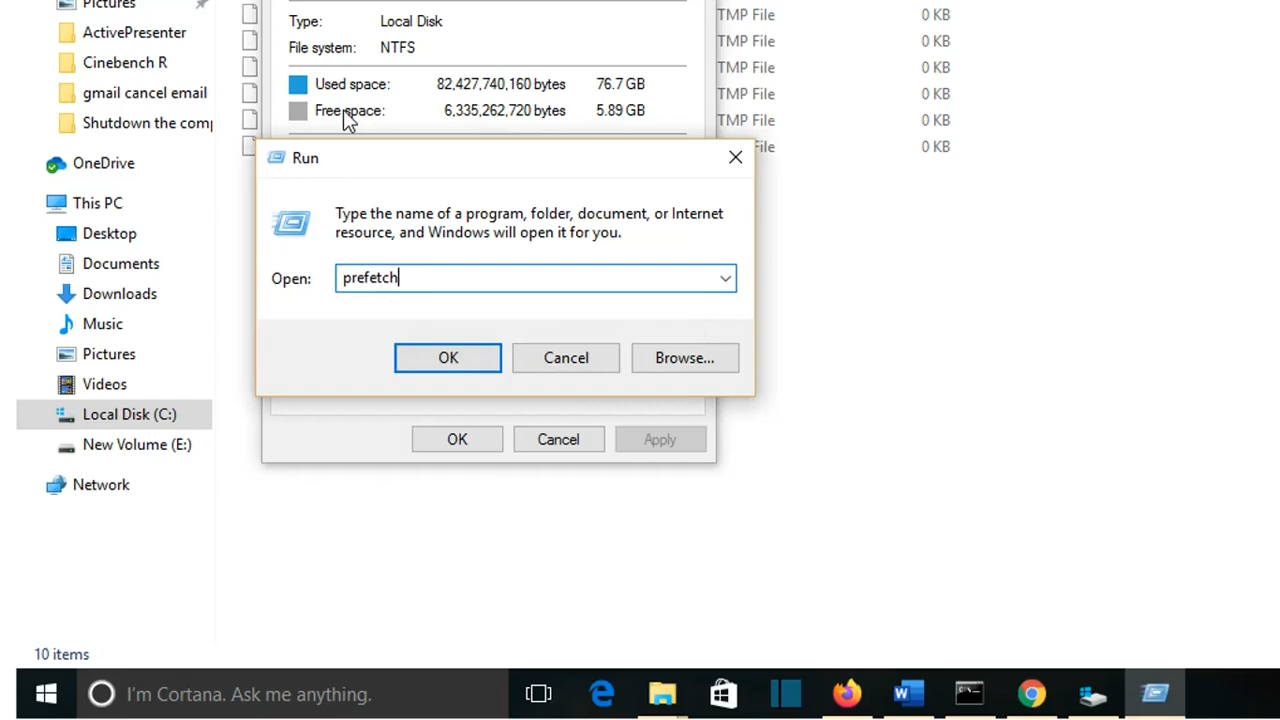 Pictures
ActivePresenter
Cinebench R
gmail cancel email
Shutdown the comp
OneDrive
This PC
Desktop
Documents
Downloads
Music
Pictures
Videos
Local Disk (C:)
New Volume (E:)
Network
10 items
Type: Local Disk
File system: NTFS
Used space: 82,427,740,160 bytes 76.7 GB
Free space: 6,335,262,720 bytes 5.89 GB
TMP File 0 KB
TMP File 0 KB
TMP File 0 KB
TMP File 0 KB
TMP File 0 KB
File 0 KB
Run
Type the name of a program, folder, document, or Internet
resource, and Windows will open it for you.
Open: prefetch
OK Cancel Browse...
OK Cancel Apply
I'm Cortana. Ask me anything.